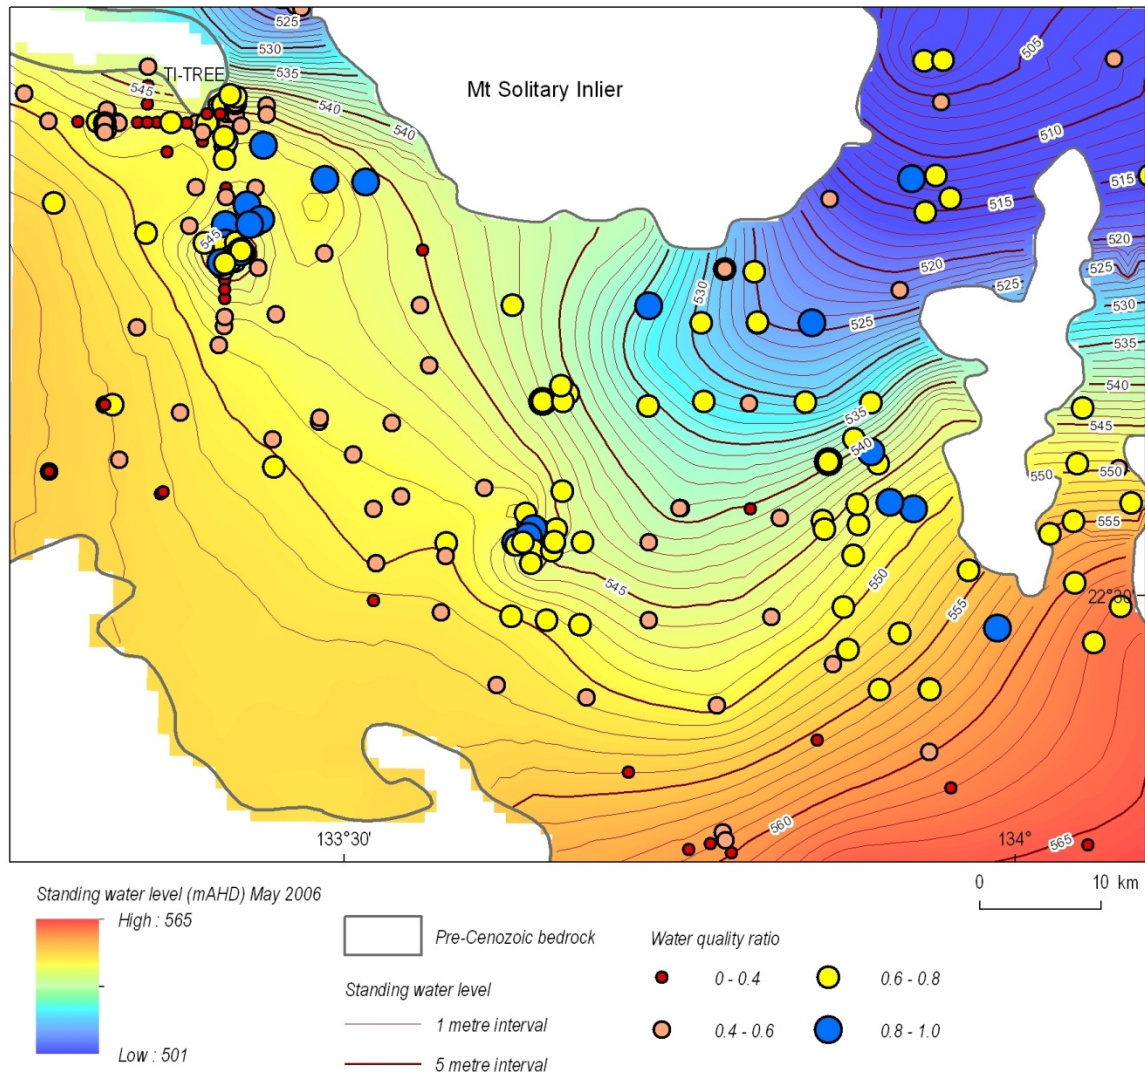 525
530
505
TI-TREE
535
545
Mt Solitary Inlier
540
540
510
515
515
520
545
520
525
530
525
525
530
535
540
535
545
540
550
550
555
545
550
22°30'
555
560
565
133°30'
134°
0 10 km
Standing water level (mAHD) May 2006
High : 565
Low : 501
Pre-Cenozoic bedrock
Standing water level
1 metre interval
5 metre interval
Water quality ratio
0 - 0.4
0.6 - 0.8
0.4 - 0.6
0.8 - 1.0